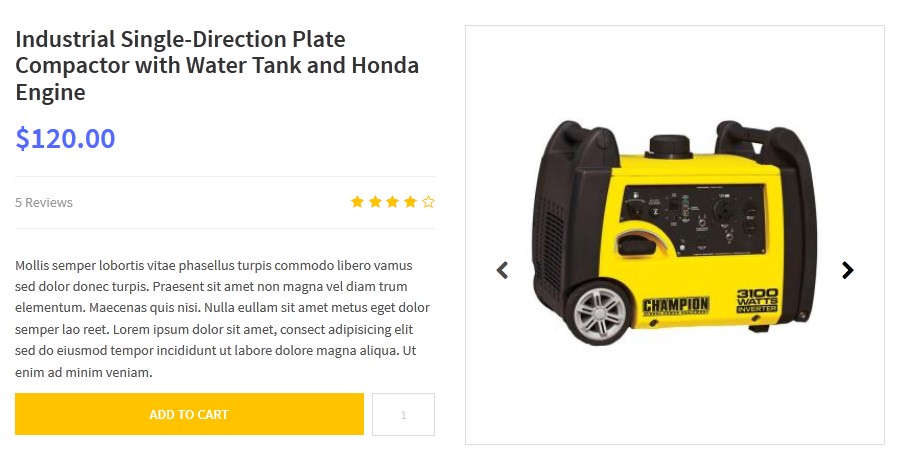 Industrial Single-Direction Plate
Compactor with Water Tank and Honda
Engine
$120.00
5 Reviews
Mollis semper lobortis vitae phasellus turpis commodo libero vamus
sed dolor donec turpis. Praesent sit amet non magna vel diam trum
elementum. Maecenas quis nisi. Nulla eullam sit amet metus eget dolor
semper lao reet. Lorem ipsum dolor sit amet, consect adipisicing elit
sed do eiusmod tempor incididunt ut labore dolore magna aliqua. Ut
enim ad minim veniam.
ADD TO CART
1
CHAMPION
GLOBAL POWER EQUIPMENT
3100
WATTS
INVERTER